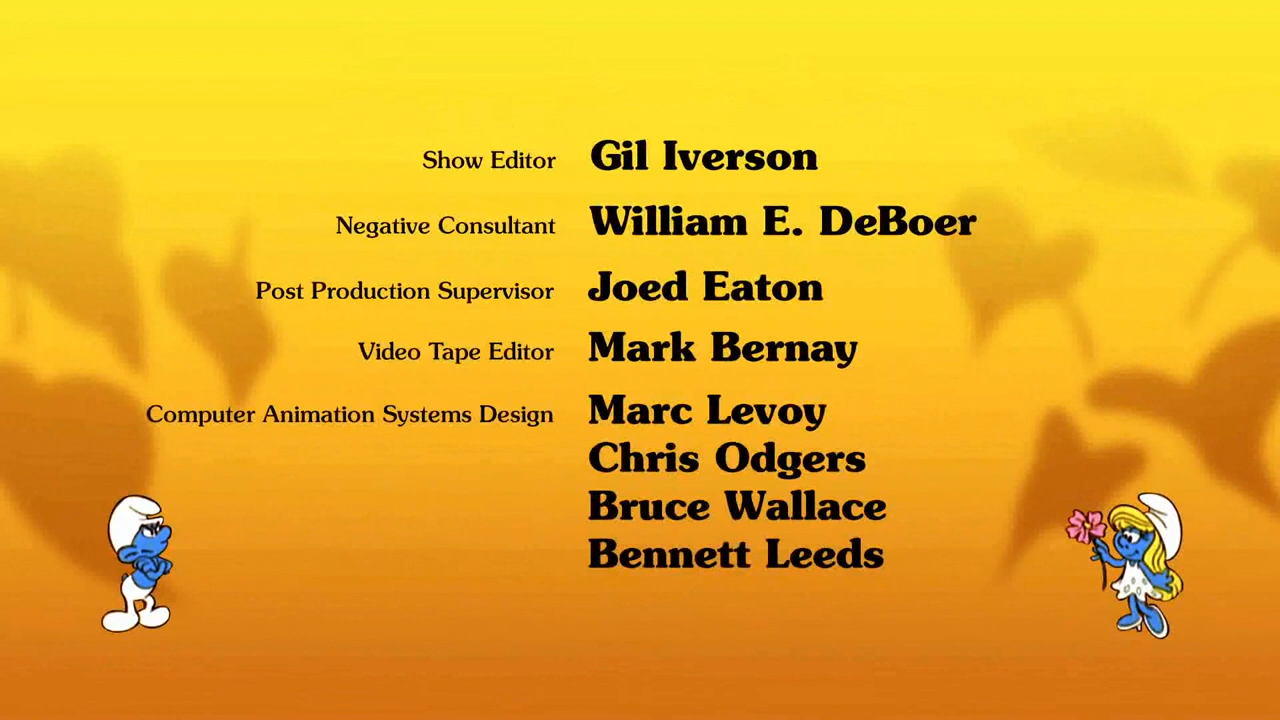 Show Editor Gil Iverson
Negative Consultant William E. DeBoer
Post Production Supervisor Joed Eaton
Video Tape Editor Mark Bernay
Computer Animation Systems Design Marc Levoy
Chris Odgers
Bruce Wallace
Bennett Leeds